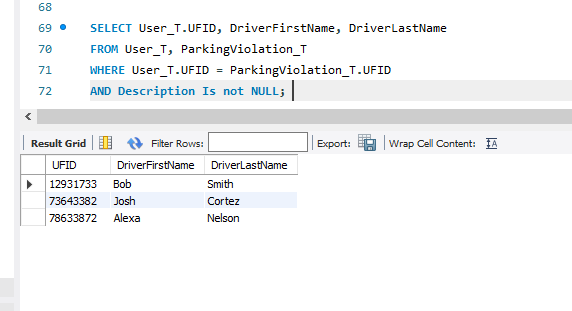 68
69 SELECT User_T.UFID, DriverFirstName, DriverLastName
70 FROM User_T, ParkingViolation_T
71 WHERE User_T.UFID = ParkingViolation_T.UFID
72 AND Description Is not NULL;
Result Grid Filter Rows: Export: Wrap Cell Content: IA
UFID DriverFirstName DriverLastName
12931733 Bob Smith
73643382 Josh Cortez
78633872 Alexa Nelson